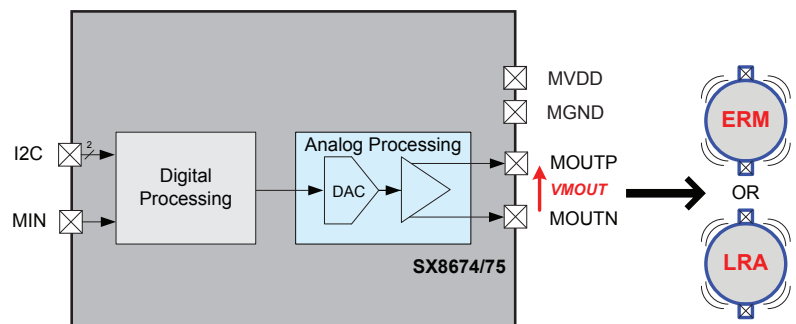 MVDD
MGND
I2C
2
MIN
Digital
Processing
Analog Processing
DAC
MOUTP
VMOUT
MOUTN
SX8674/75
ERM
OR
LRA